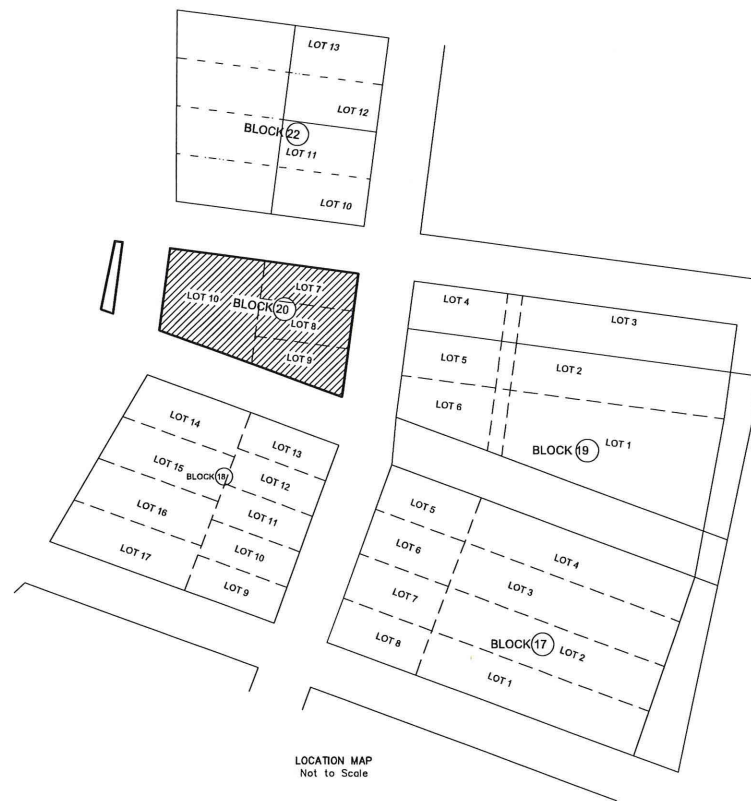 LOT 13
LOT 12
BLOCK 22
LOT 11
LOT 10
LOT 7
LOT 10
BLOCK 20
LOT 8
LOT 9
LOT 4
LOT 3
LOT 5
LOT 2
LOT 6
LOT 1
BLOCK 19
LOT 14
LOT 13
LOT 15
BLOCK 18
LOT 12
LOT 16
LOT 11
LOT 17
LOT 10
LOT 9
LOT 5
LOT 4
LOT 6
LOT 3
LOT 7
BLOCK 17
LOT 2
LOT 8
LOT 1
LOCATION MAP
Not to Scale